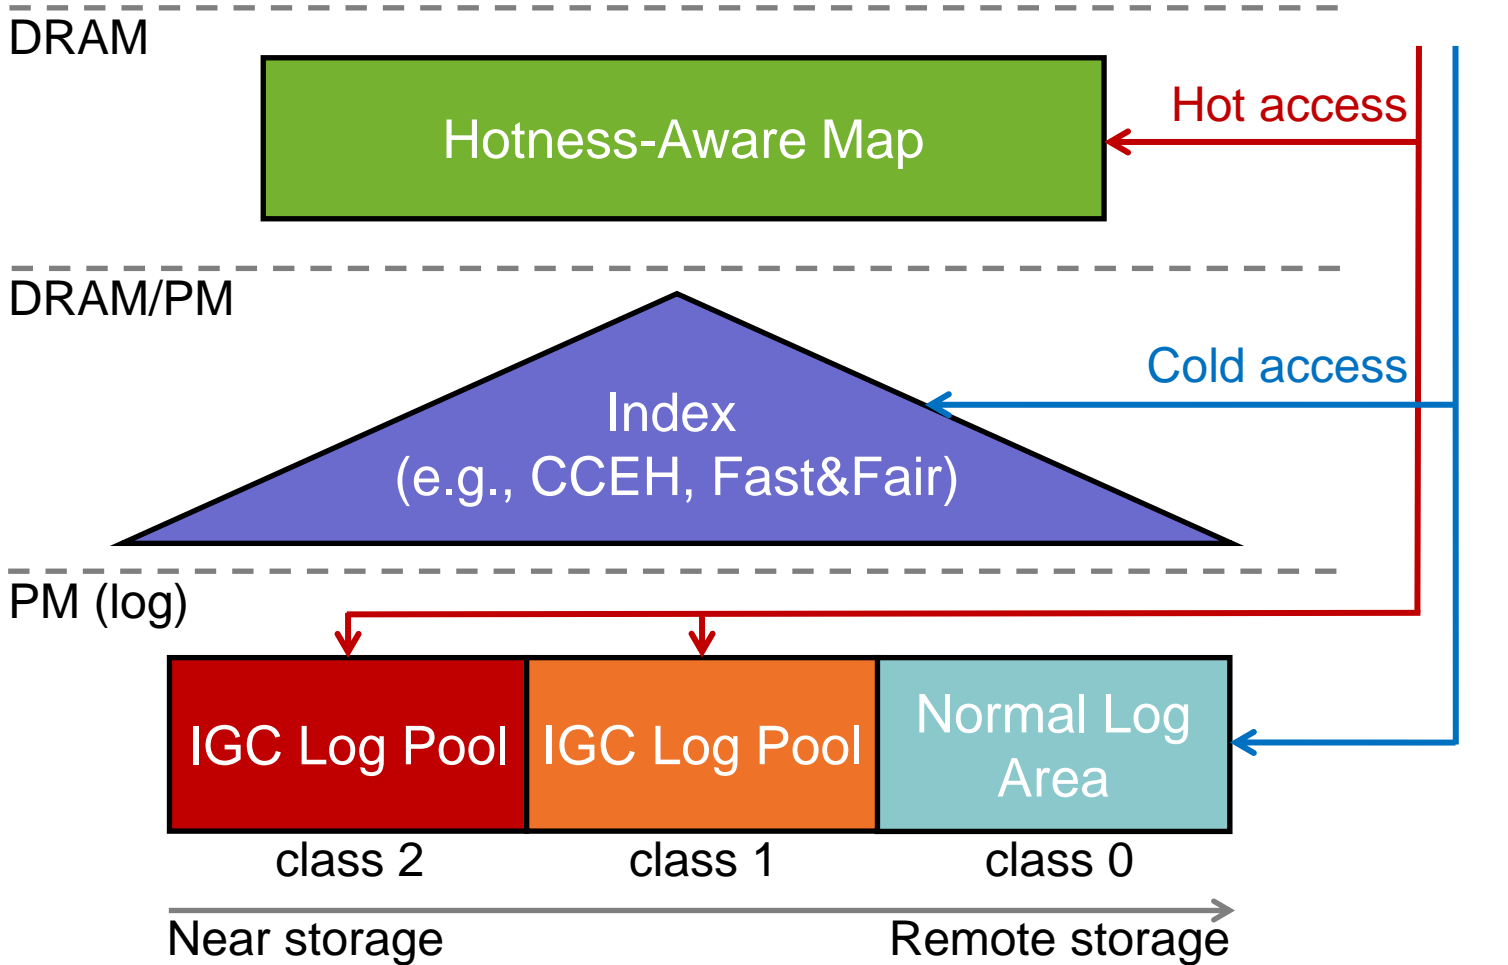 DRAM
Hot access
Hotness-Aware Map
DRAM/PM
Cold access
Index
(e.g., CCEH, Fast&Fair)
PM (log)
IGC Log Pool
IGC Log Pool
Normal Log
Area
class 2
class 1
class 0
Near storage
Remote storage